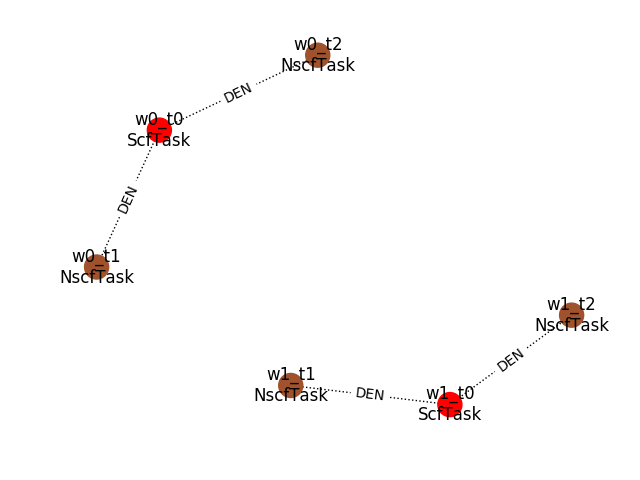 w0_t2
NscfTask
DEN
w0_t0
ScfTask
DEN
w0_t1
NscfTask
w1_t2
NscfTask
DEN
w1_t1
NscfTask
DEN
w1_t0
ScfTask